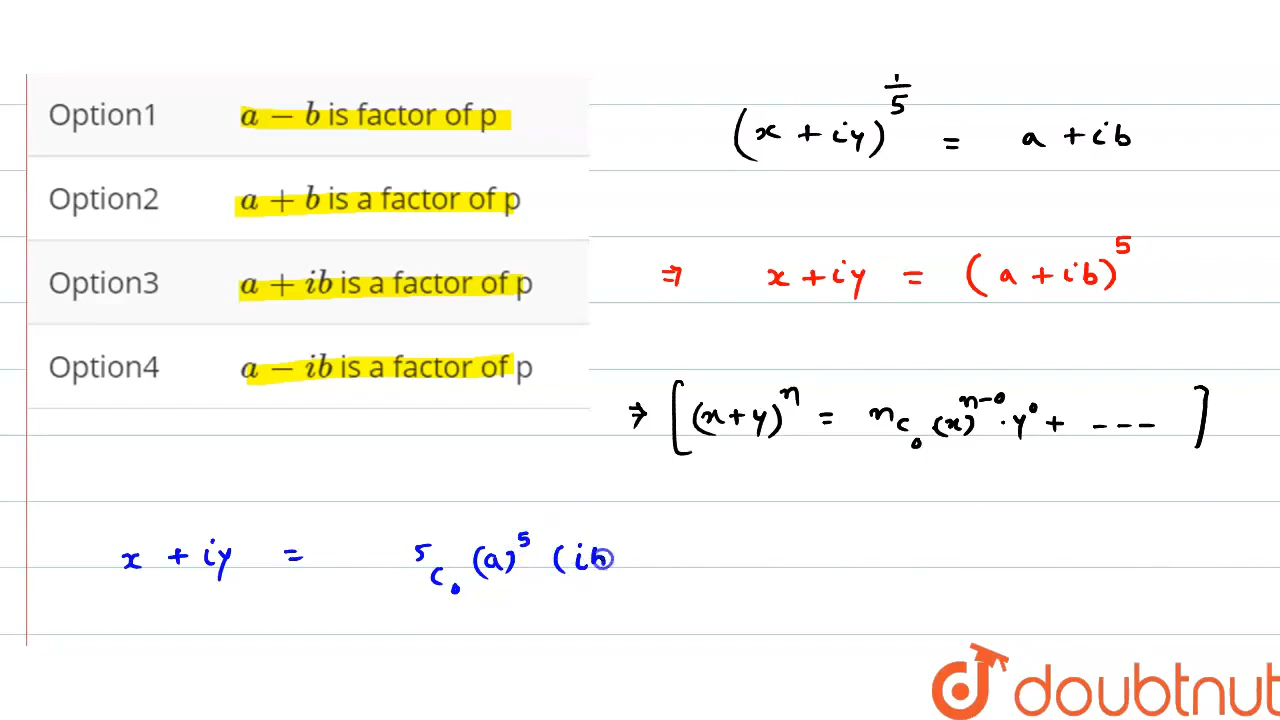 Option1 a − b is factor of p
Option2 a + b is a factor of p
Option3 a + ib is a factor of p
Option4 a − ib is a factor of p
(x + iy)^{1/5} = a + ib
⇒ x + iy = (a + ib)^5
⇒ [(x + y)^n = ⁿC₀ (x)^{n−0} · y^0 + --- ]
x + iy = ⁵C₀ (a)^5 (ib
doubtnut